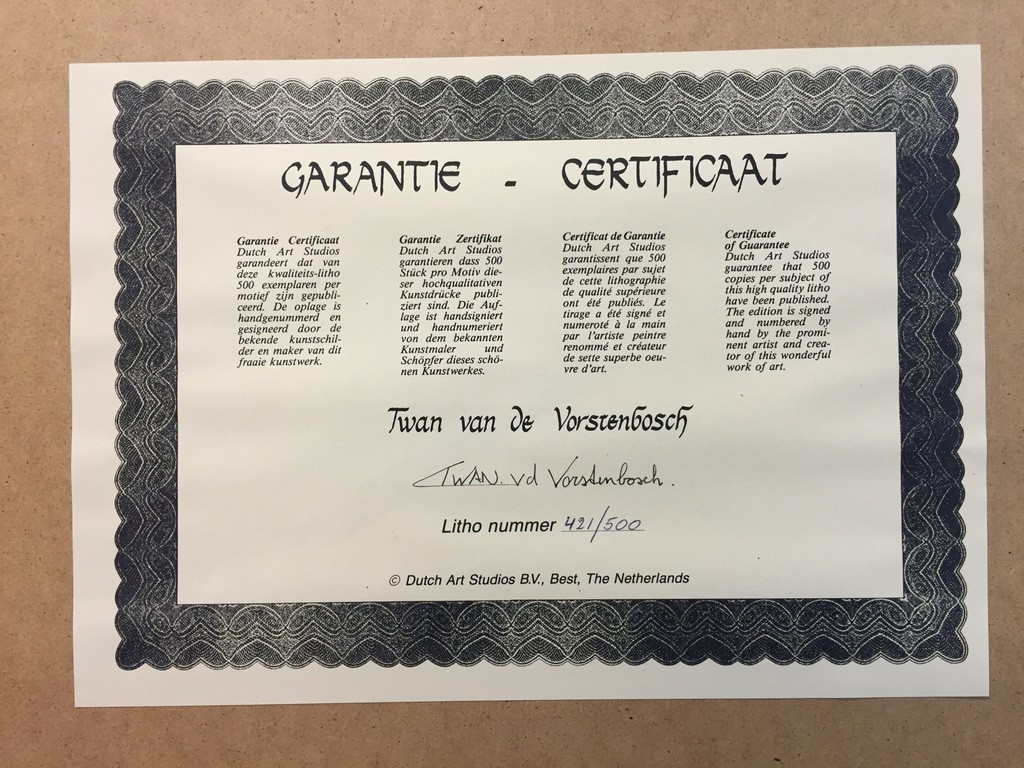 GARANTIE - CERTIFICAAT
Garantie Certificaat
Dutch Art Studios
garandeert dat van
deze kwaliteits-litho
500 exemplaren per
motief zijn gepubli-
ceerd. De oplage is
handgenummerd en
gesigneerd door de
bekende kunstschil-
der en maker van dit
fraaie kunstwerk.
Garantie Zertifikat
Dutch Art Studios
garantieren dass 500
Stück pro Motiv die-
ser hochqualitativen
Kunstdrücke publi-
ziert sind. Die Auf-
lage ist handsigniert
und handnumeriert
von dem bekannten
Kunstmaler und
Schöpfer dieses schö-
nen Kunstwerkes.
Certificat de Garantie
Dutch Art Studios
garantissent que 500
exemplaires par sujet
de cette lithographie
de qualité supérieure
ont été publiés. Le
tirage a été signé et
numeroté à la main
par l'artiste peintre
renommé et créateur
de sette superbe oeu-
vre d'art.
Certificate
of Guarantee
Dutch Art Studios
guarantee that 500
copies per subject of
this high quality litho
have been published.
The edition is signed
and numbered by
hand by the promi-
nent artist and crea-
tor of this wonderful
work of art.
Twan van de Vorstenbosch
TWAN. vd Vorstenbosch.
Litho nummer 421/500
© Dutch Art Studios B.V., Best, The Netherlands